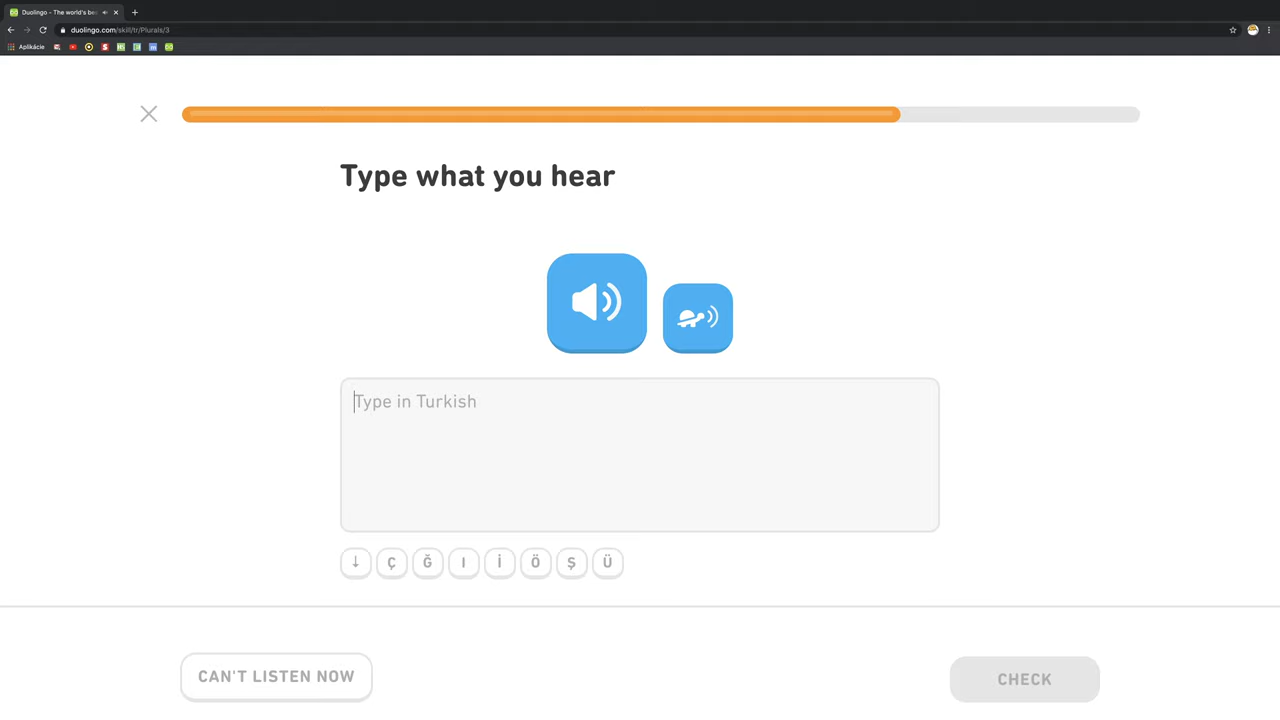 Duolingo - The world's bes
duolingo.com/skill/tr/Plurals/3
Aplikácie
Type what you hear
Type in Turkish
↓ Ç Ğ I İ Ö Ş Ü
CAN'T LISTEN NOW
CHECK